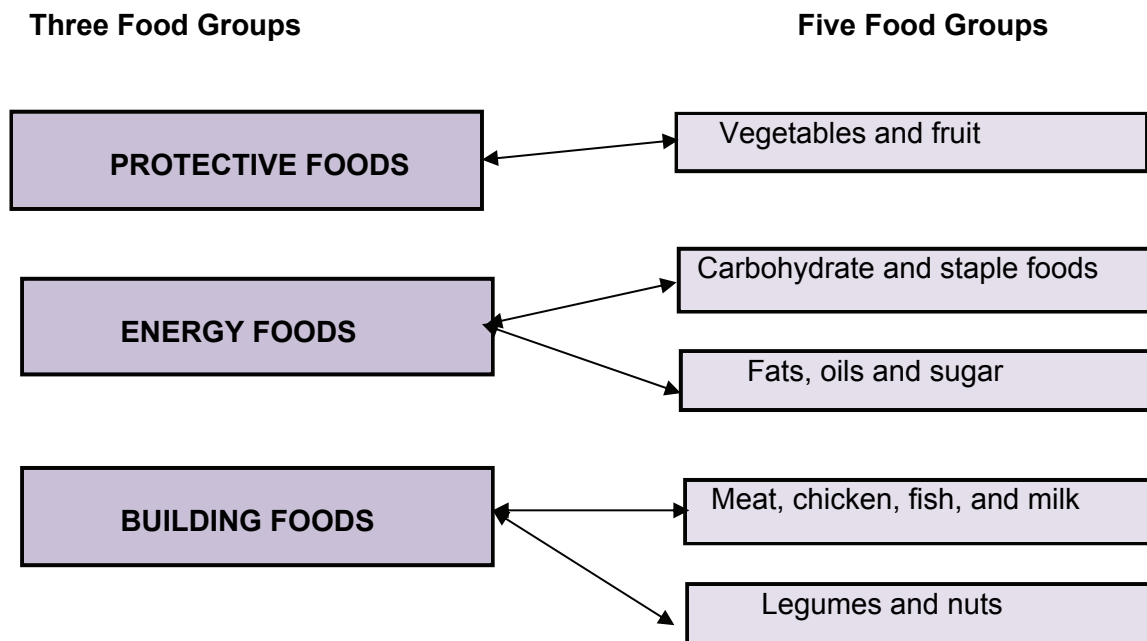 Three Food Groups
Five Food Groups
PROTECTIVE FOODS
Vegetables and fruit
ENERGY FOODS
Carbohydrate and staple foods
Fats, oils and sugar
BUILDING FOODS
Meat, chicken, fish, and milk
Legumes and nuts